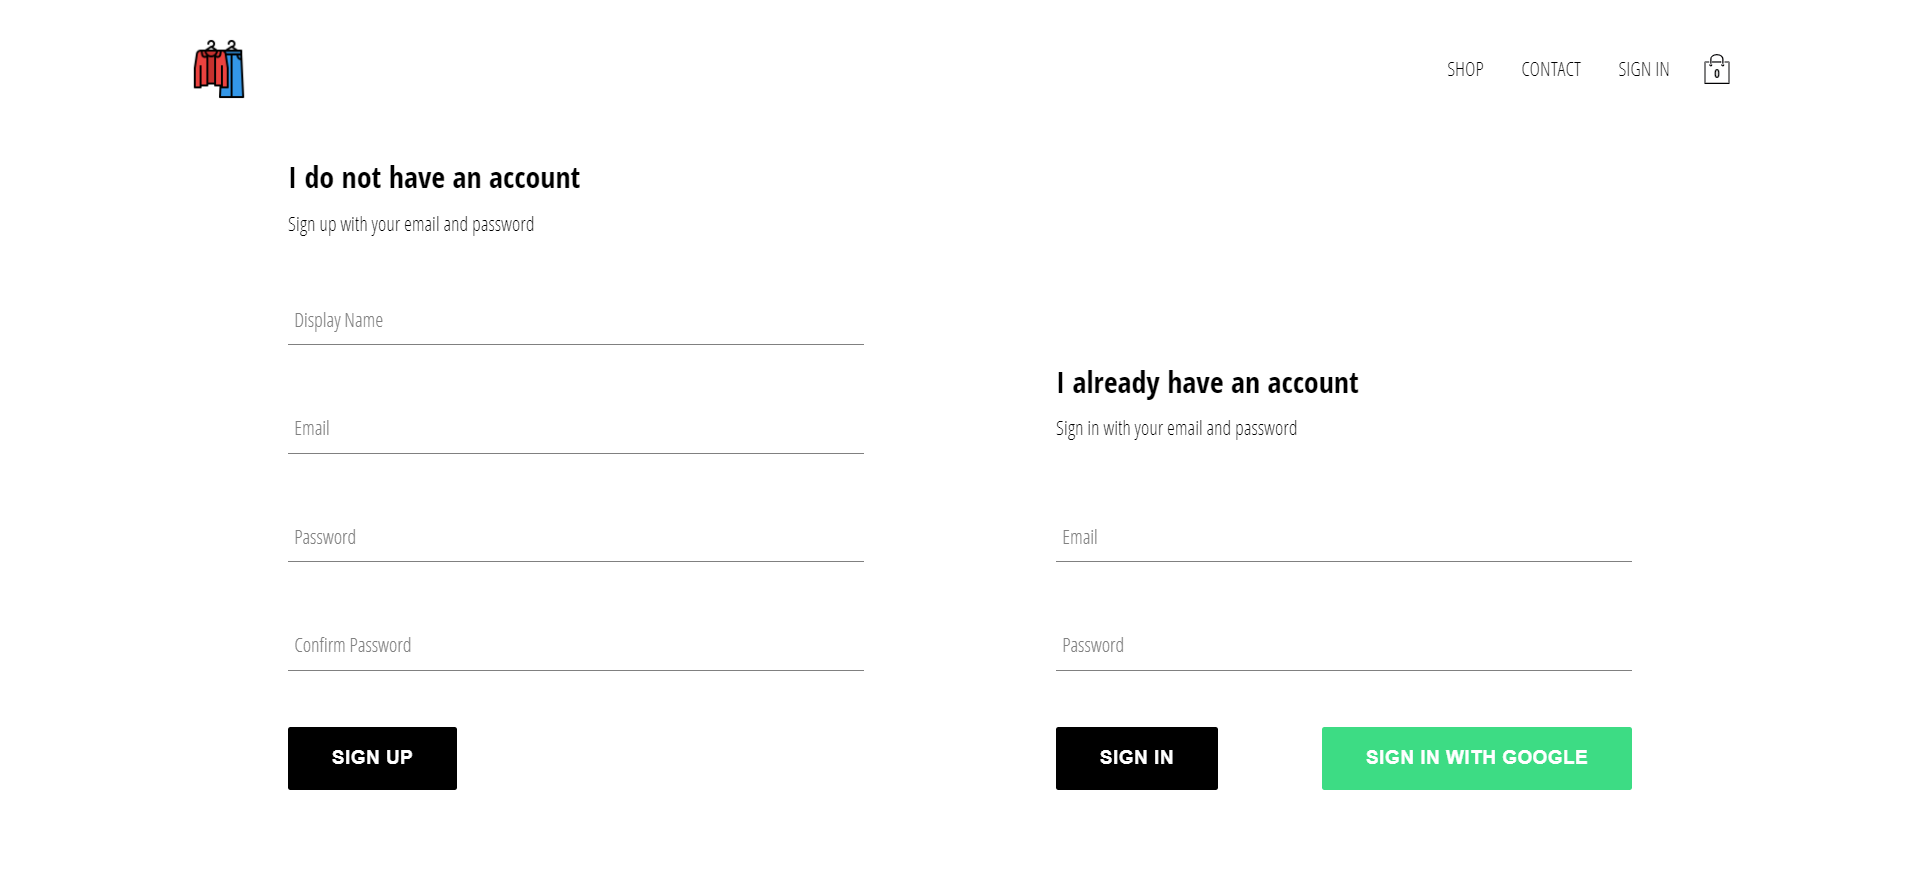 SHOP
CONTACT
SIGN IN
0
I do not have an account
Sign up with your email and password
Display Name
Email
Password
Confirm Password
SIGN UP
I already have an account
Sign in with your email and password
Email
Password
SIGN IN
SIGN IN WITH GOOGLE